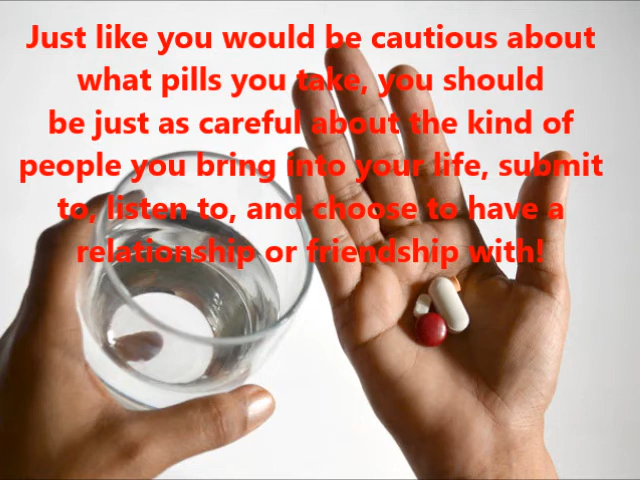 Just like you would be cautious about
what pills you take, you should
be just as careful about the kind of
people you bring into your life, submit
to, listen to, and choose to have a
relationship or friendship with!